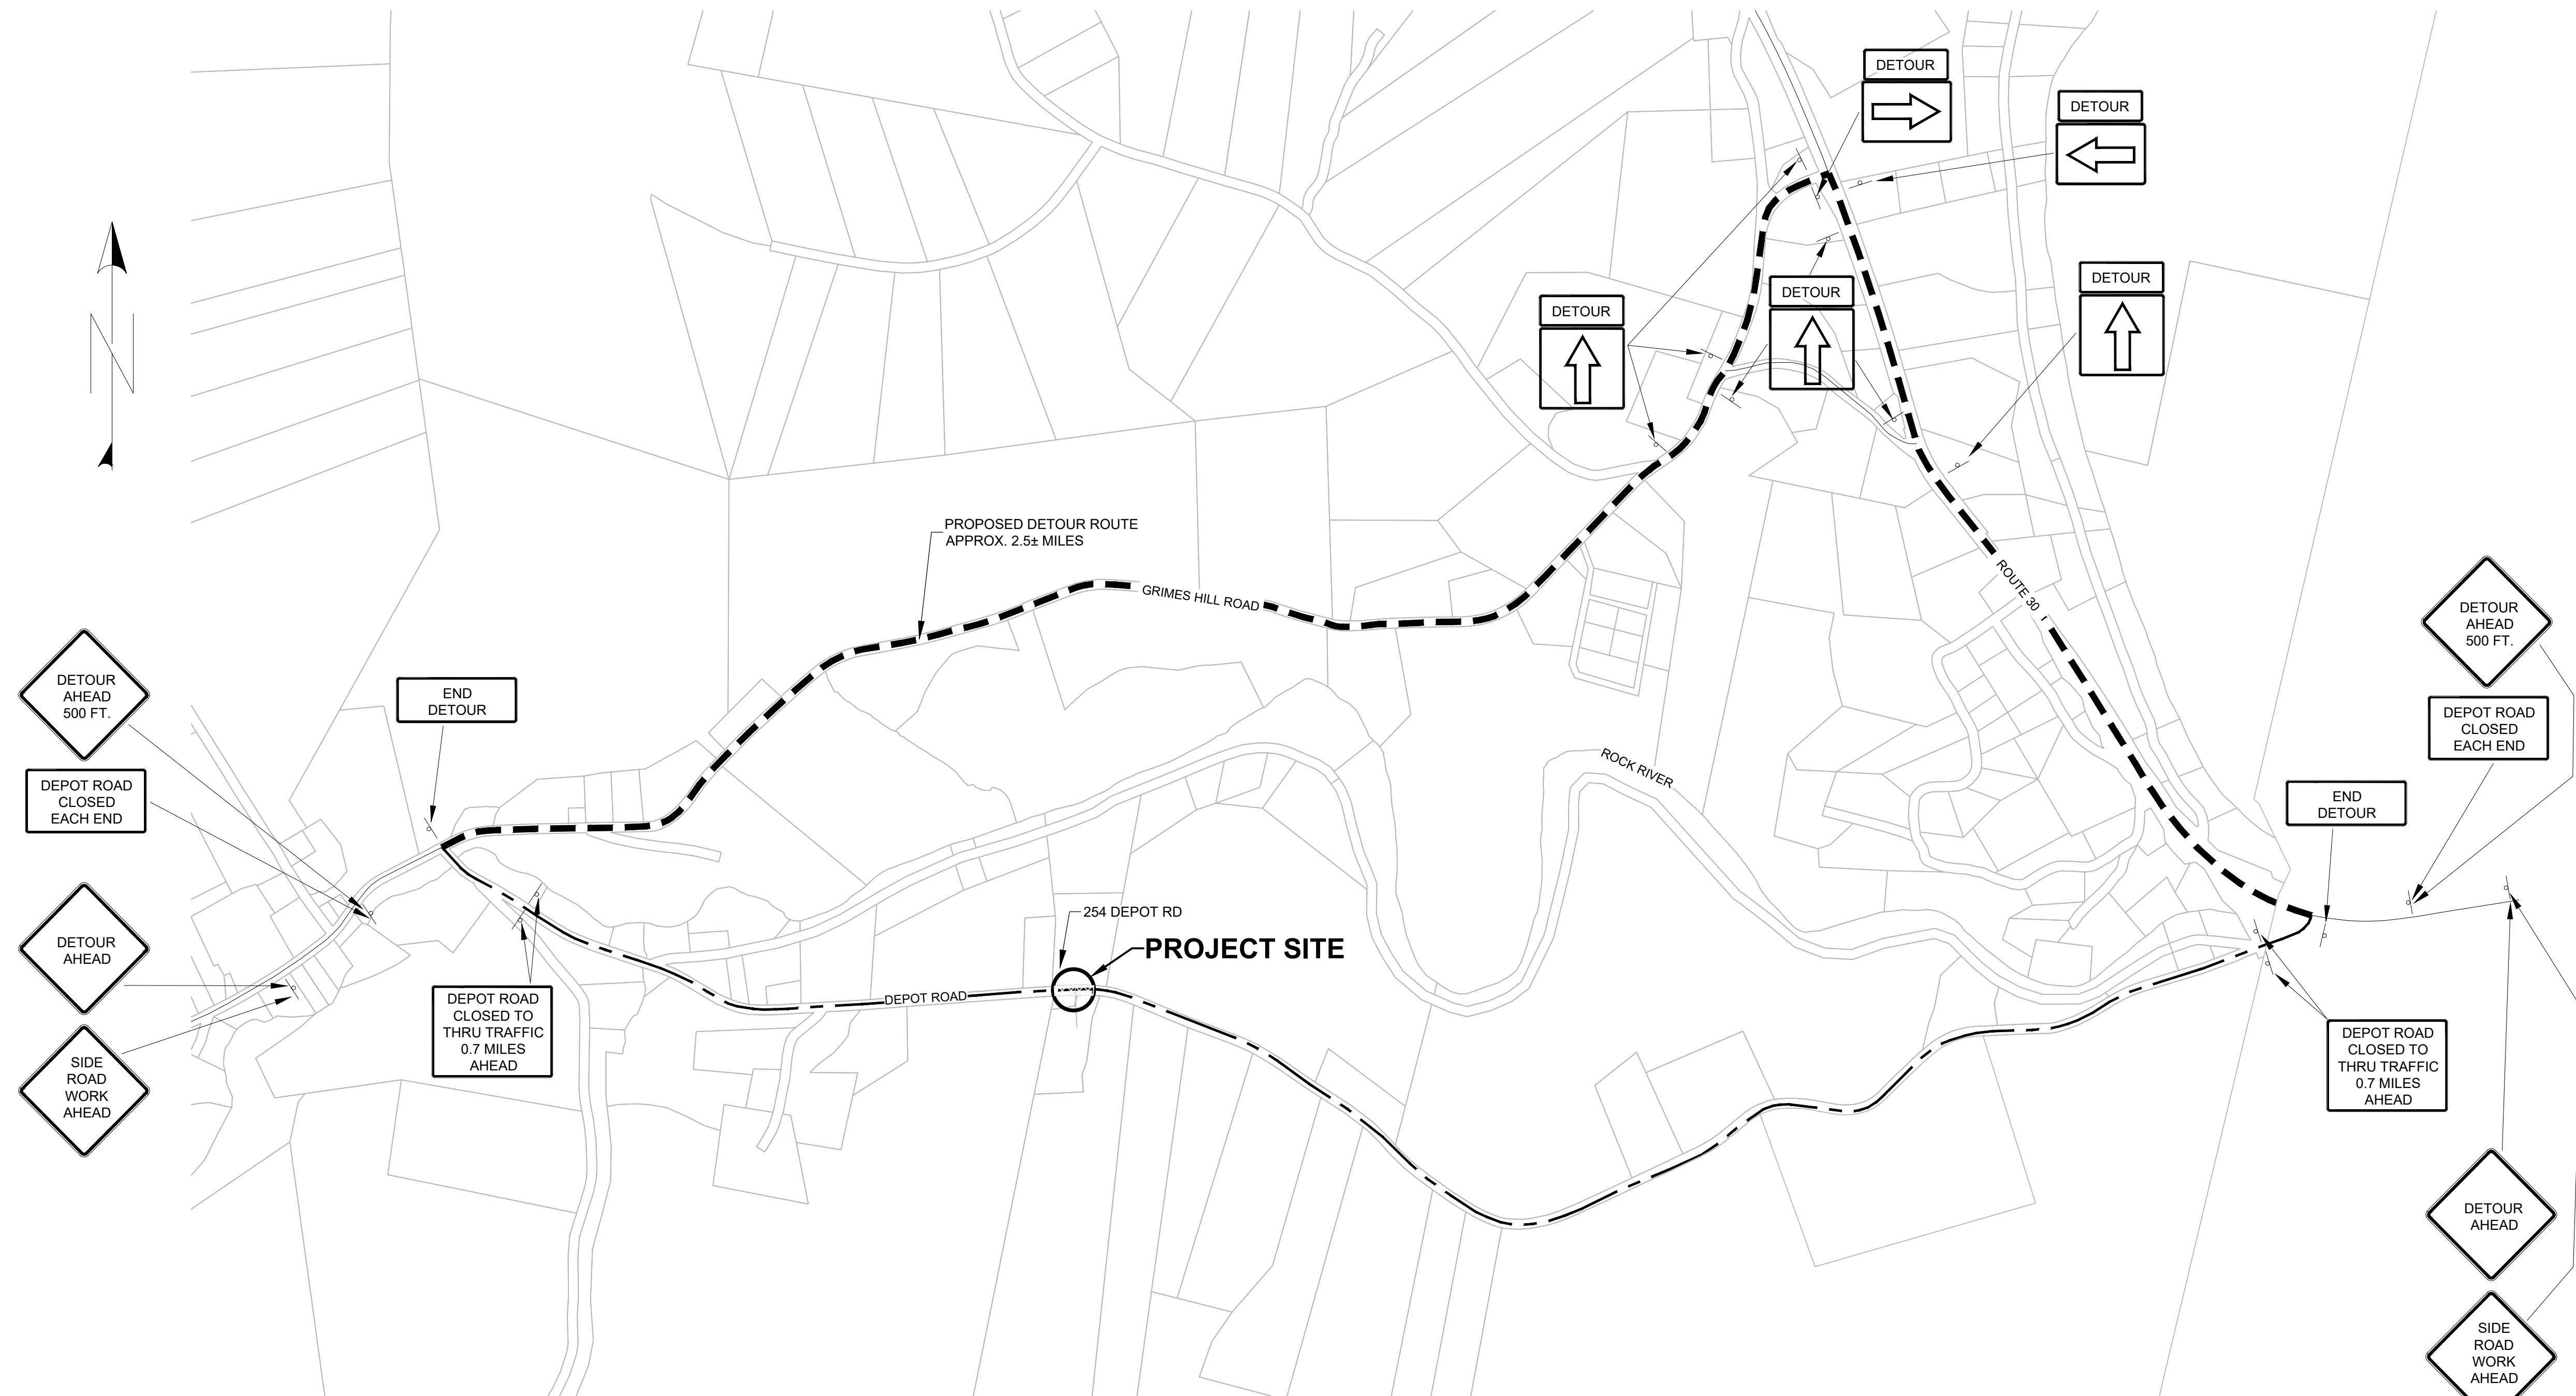 DETOUR
DETOUR
DETOUR
DETOUR
DETOUR
PROPOSED DETOUR ROUTE
APPROX. 2.5± MILES
GRIMES HILL ROAD
ROUTE 30
DETOUR
AHEAD
500 FT.
DETOUR
AHEAD
500 FT.
END
DETOUR
DEPOT ROAD
CLOSED
EACH END
ROCK RIVER
DEPOT ROAD
CLOSED
EACH END
END
DETOUR
254 DEPOT RD
PROJECT SITE
DETOUR
AHEAD
DEPOT ROAD
DEPOT ROAD
CLOSED TO
THRU TRAFFIC
0.7 MILES
AHEAD
DEPOT ROAD
CLOSED TO
THRU TRAFFIC
0.7 MILES
AHEAD
SIDE
ROAD
WORK
AHEAD
DETOUR
AHEAD
SIDE
ROAD
WORK
AHEAD
N